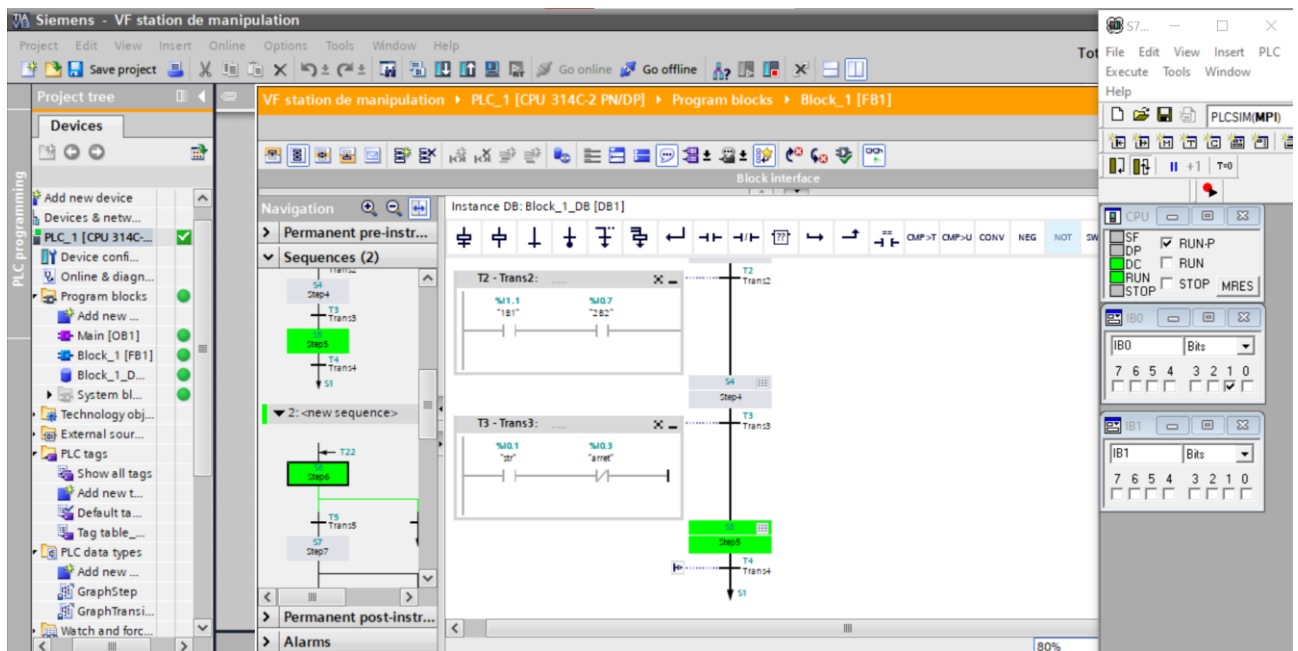 Siemens - VF station de manipulation
Project Edit View Insert Online Options Tools Window Help
Tot
Save project
Go online
Go offline
Project tree
Devices
PLC programming
Add new device
Devices & netw...
PLC_1 [CPU 314C-...
Device confi...
Online & diagn...
Program blocks
Add new ...
Main [OB1]
Block_1 [FB1]
Block_1_D...
System bl...
Technology obj...
External sour...
PLC tags
Show all tags
Add new t...
Default ta...
Tag table_...
PLC data types
Add new ...
GraphStep
GraphTransi...
Watch and forc...
VF station de manipulation PLC_1 [CPU 314C-2 PN/DP] Program blocks Block_1 [FB1]
Block interface
Navigation
Permanent pre-instr...
Sequences (2)
Trans2
S4
Step4
T3
Trans3
S5
Step5
T4
Trans4
S1
2: <new sequence>
T22
S6
Step6
T5
Trans5
S7
Step7
Permanent post-instr...
Alarms
Instance DB: Block_1_DB [DB1]
CMP>T CMP>U CONV NEG NOT SW
T2 - Trans2: .....
%I1.1
"1B1"
%I0.7
"2B2"
T2
Trans2
S4
Step4
T3 - Trans3: .....
%I0.1
"str"
%I0.3
"arret"
T3
Trans3
S5
Step5
T4
Trans4
S1
80%
S7...
File Edit View Insert PLC
Execute Tools Window
Help
PLCSIM(MPI)
+1 T=0
CPU
SF
DP
DC
RUN
STOP
RUN-P
RUN
STOP
MRES
IB0
IB0 Bits
7 6 5 4 3 2 1 0
IB1
IB1 Bits
7 6 5 4 3 2 1 0